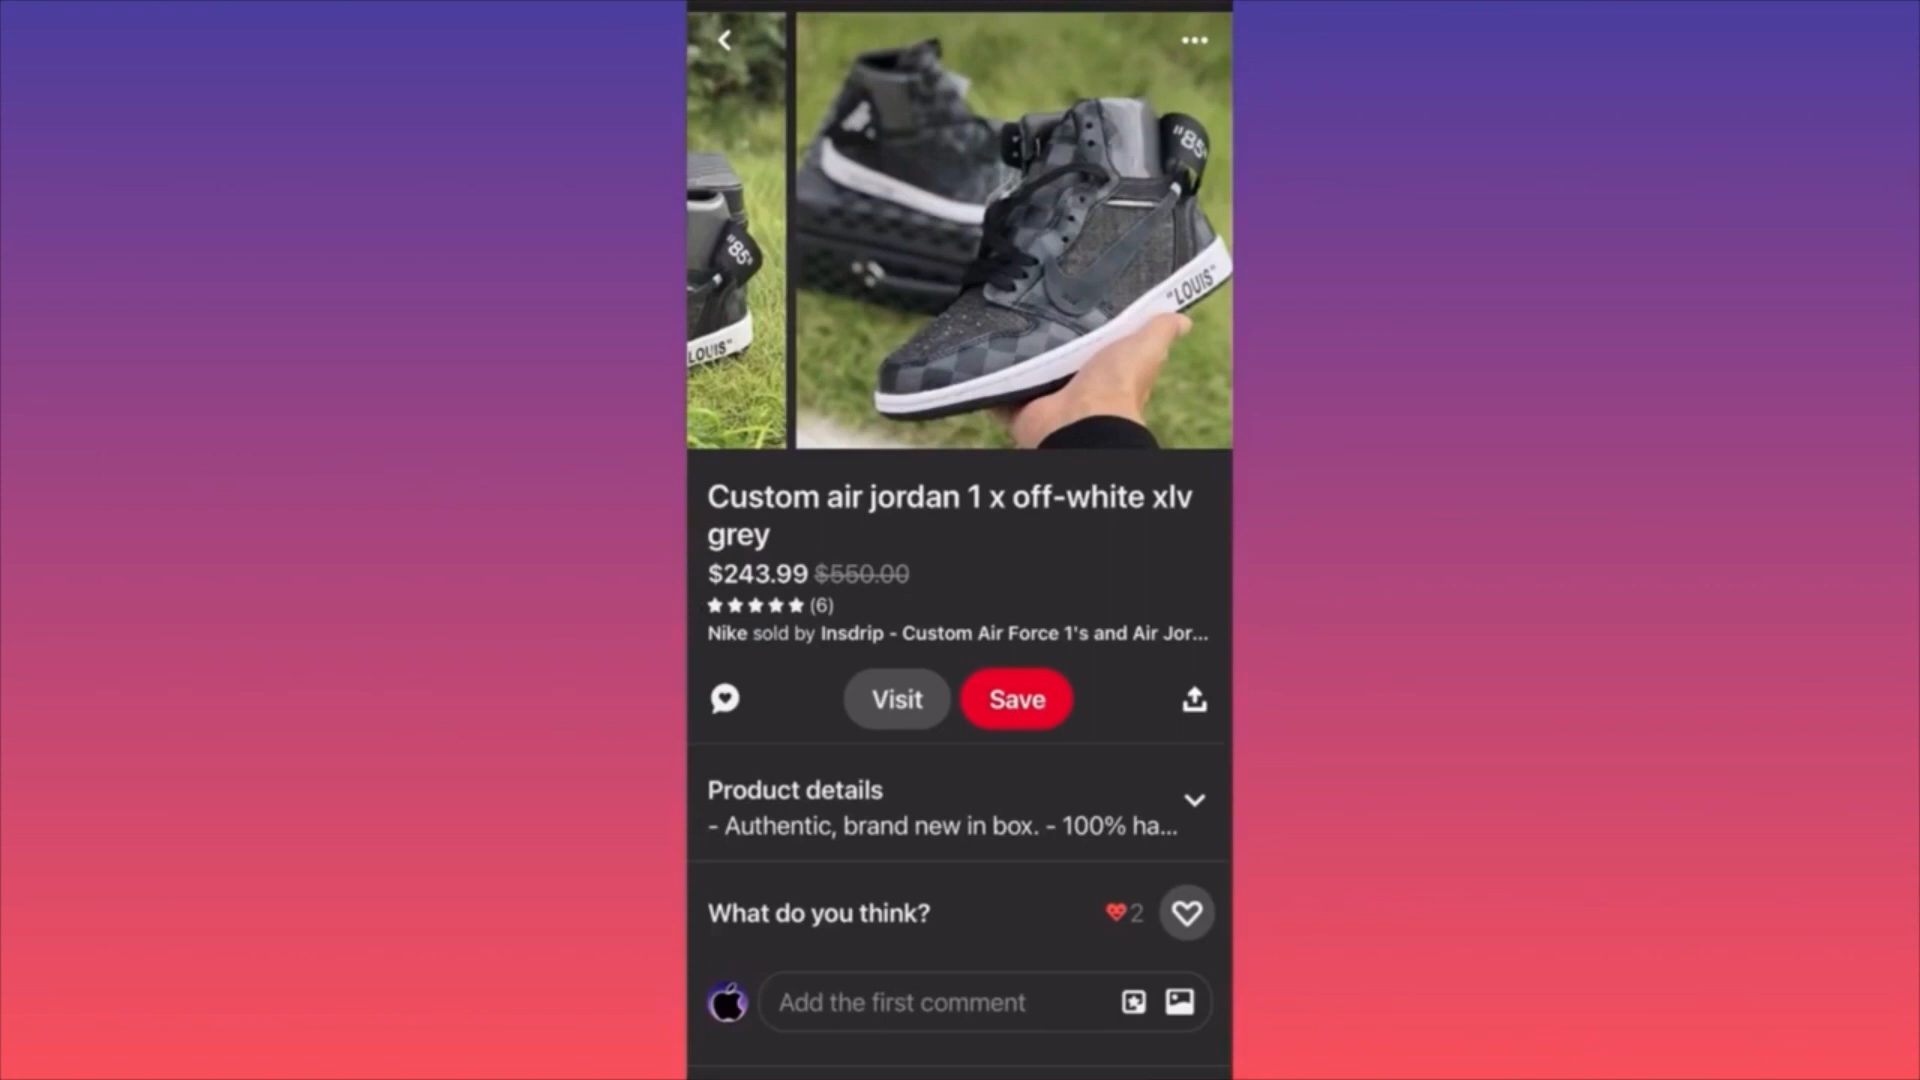 "85"
"LOUIS"
"85"
LOUIS"
Custom air jordan 1 x off-white xlv
grey
$243.99 $550.00
(6)
Nike sold by Insdrip - Custom Air Force 1's and Air Jor...
Visit
Save
Product details
- Authentic, brand new in box. - 100% ha...
What do you think?
2
Add the first comment